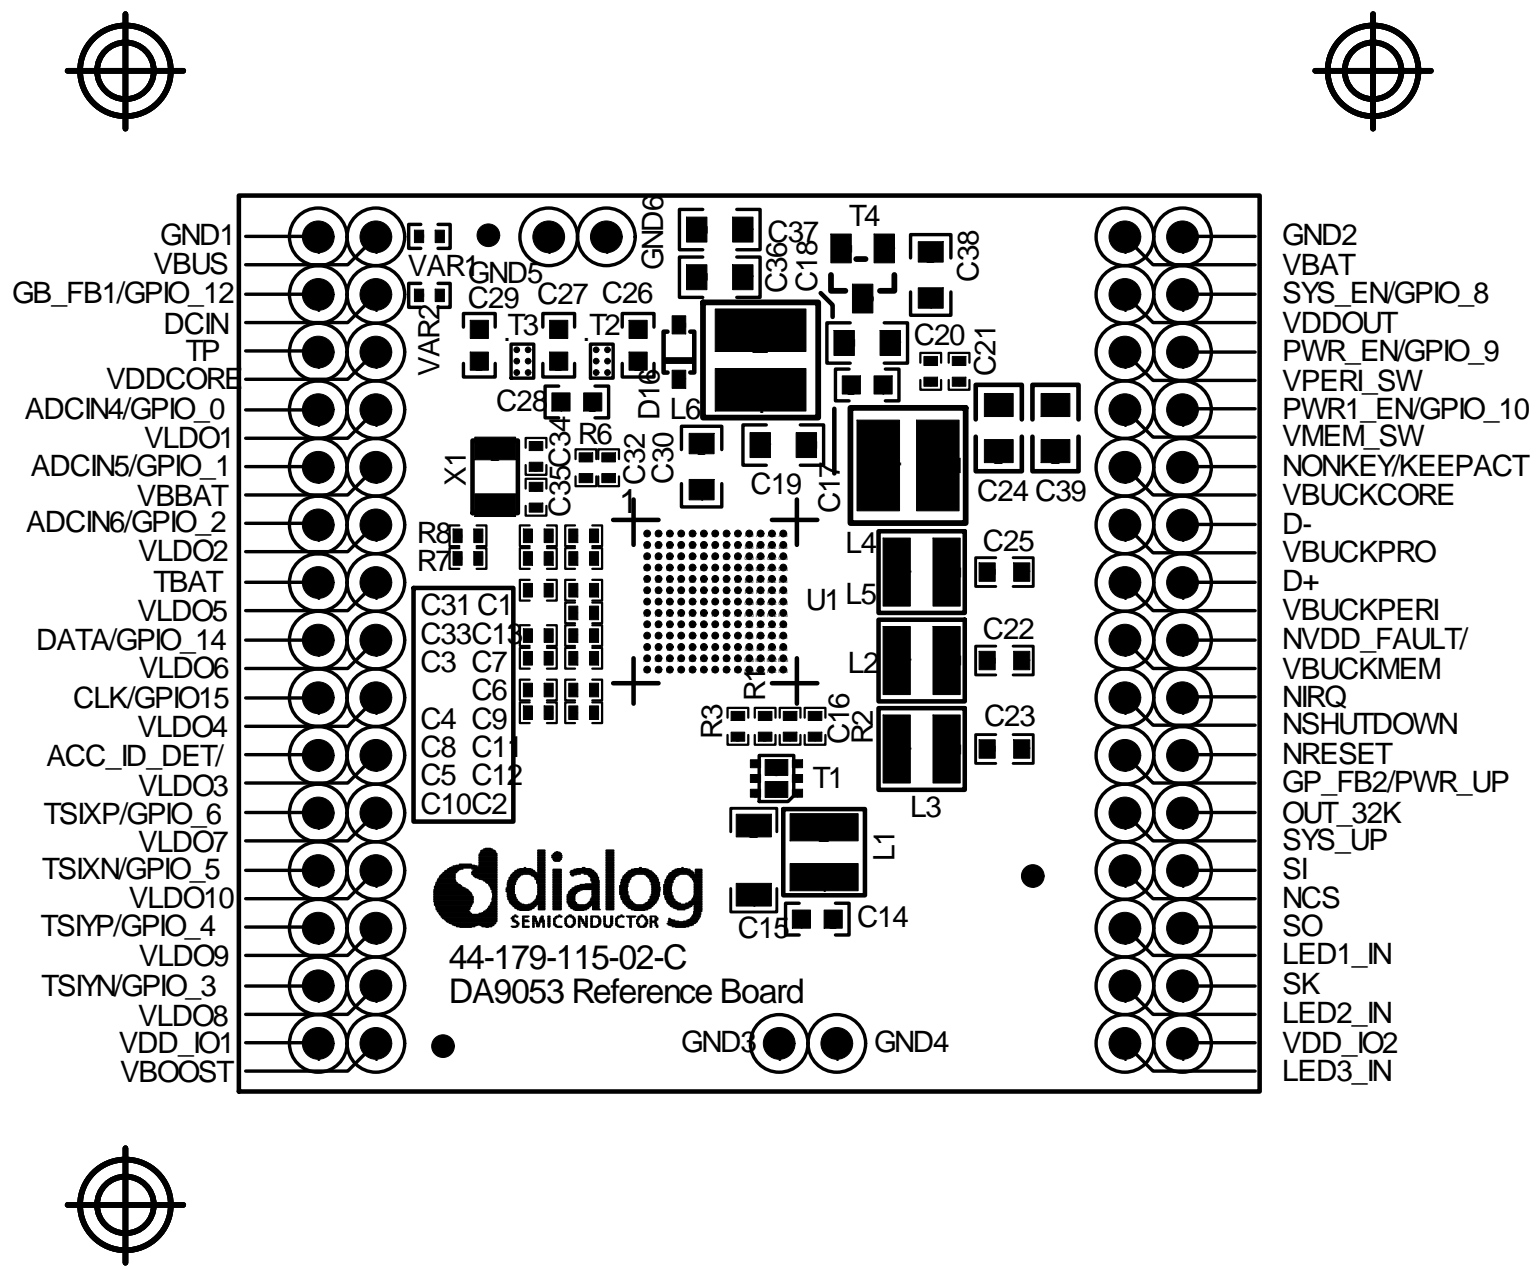 GND1
VBUS
GB_FB1/GPIO_12
DCIN
TP
VDDCORE
ADCIN4/GPIO_0
VLDO1
ADCIN5/GPIO_1
VBBAT
ADCIN6/GPIO_2
VLDO2
TBAT
VLDO5
DATA/GPIO_14
VLDO6
CLK/GPIO15
VLDO4
ACC_ID_DET/
VLDO3
TSIXP/GPIO_6
VLDO7
TSIXN/GPIO_5
VLDO10
TSIYP/GPIO_4
VLDO9
TSIYN/GPIO_3
VLDO8
VDD_IO1
VBOOST
VAR1
GND5
GND6
C37
C36
C18
T4
C38
VAR2
C29
C27
C26
T3
T2
D16
L6
C20
C21
C28
R6
C34
C35
C32
C30
X1
C19
C17
C24
C39
1
R8
R7
L4
C25
L5
U1
C31 C1
C33 C13
C3 C7
C6
C4 C9
C8 C11
C5 C12
C10 C2
L2
C22
R1
R3
C16
R2
C23
T1
L3
L1
C15
C14
dialog
SEMICONDUCTOR
44-179-115-02-C
DA9053 Reference Board
GND3
GND4
GND2
VBAT
SYS_EN/GPIO_8
VDDOUT
PWR_EN/GPIO_9
VPERI_SW
PWR1_EN/GPIO_10
VMEM_SW
NONKEY/KEEPACT
VBUCKCORE
D-
VBUCKPRO
D+
VBUCKPERI
NVDD_FAULT/
VBUCKMEM
NIRQ
NSHUTDOWN
NRESET
GP_FB2/PWR_UP
OUT_32K
SYS_UP
SI
NCS
SO
LED1_IN
SK
LED2_IN
VDD_IO2
LED3_IN